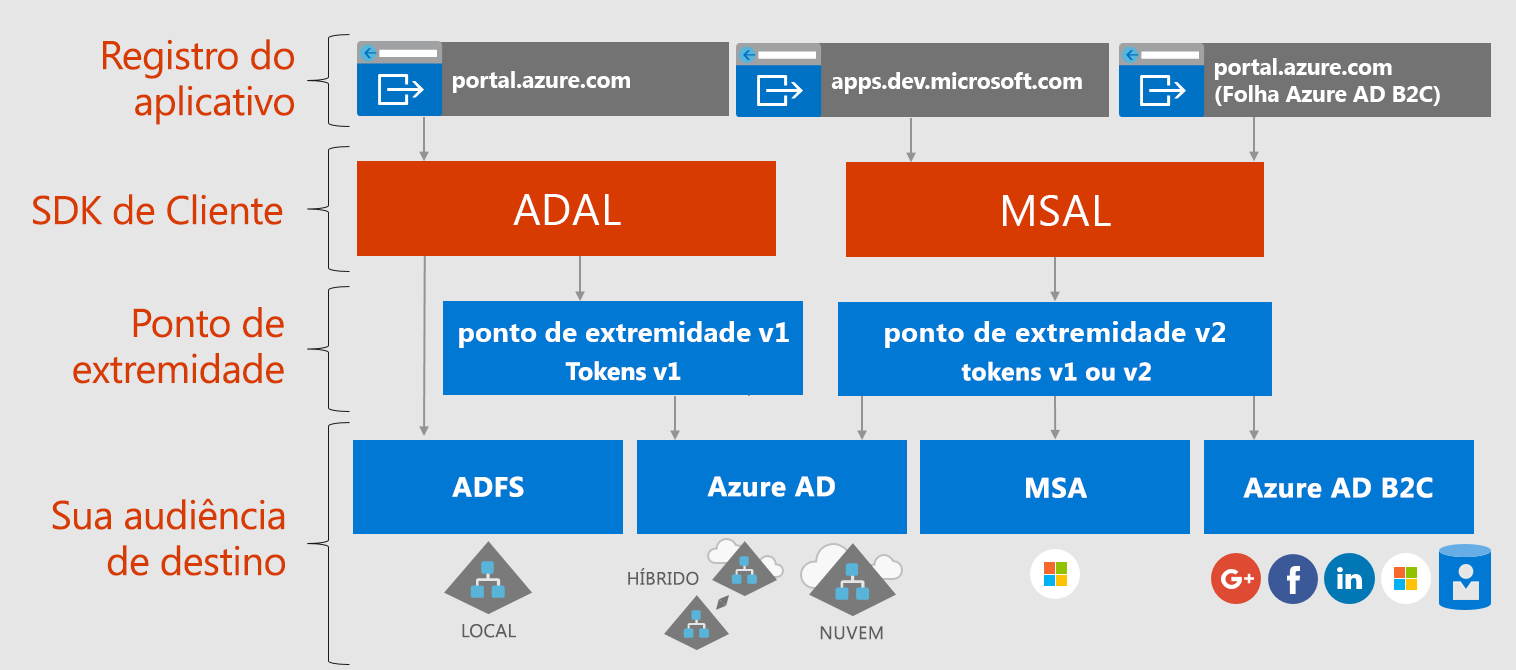 Registro do
aplicativo
portal.azure.com
apps.dev.microsoft.com
portal.azure.com
(Folha Azure AD B2C)
SDK de Cliente
ADAL
MSAL
Ponto de
extremidade
ponto de extremidade v1
Tokens v1
ponto de extremidade v2
tokens v1 ou v2
Sua audiência
de destino
ADFS
Azure AD
MSA
Azure AD B2C
LOCAL
HÍBRIDO
NUVEM
G+
f
in